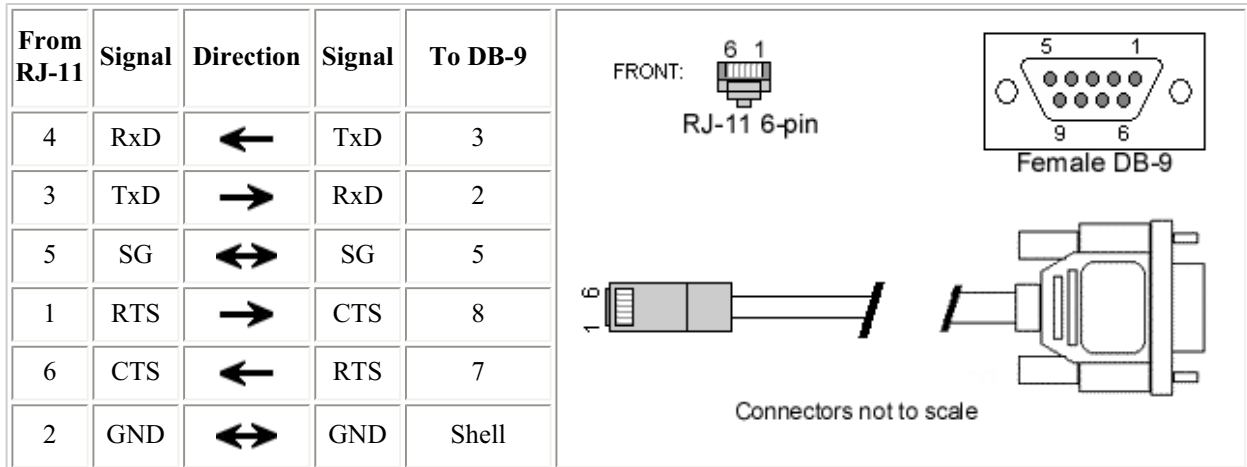 From RJ-11 Signal Direction Signal To DB-9
4 RxD TxD 3
3 TxD RxD 2
5 SG SG 5
1 RTS CTS 8
6 CTS RTS 7
2 GND GND Shell
6 1
FRONT:
RJ-11 6-pin
5 1
9 6
Female DB-9
1 6
Connectors not to scale